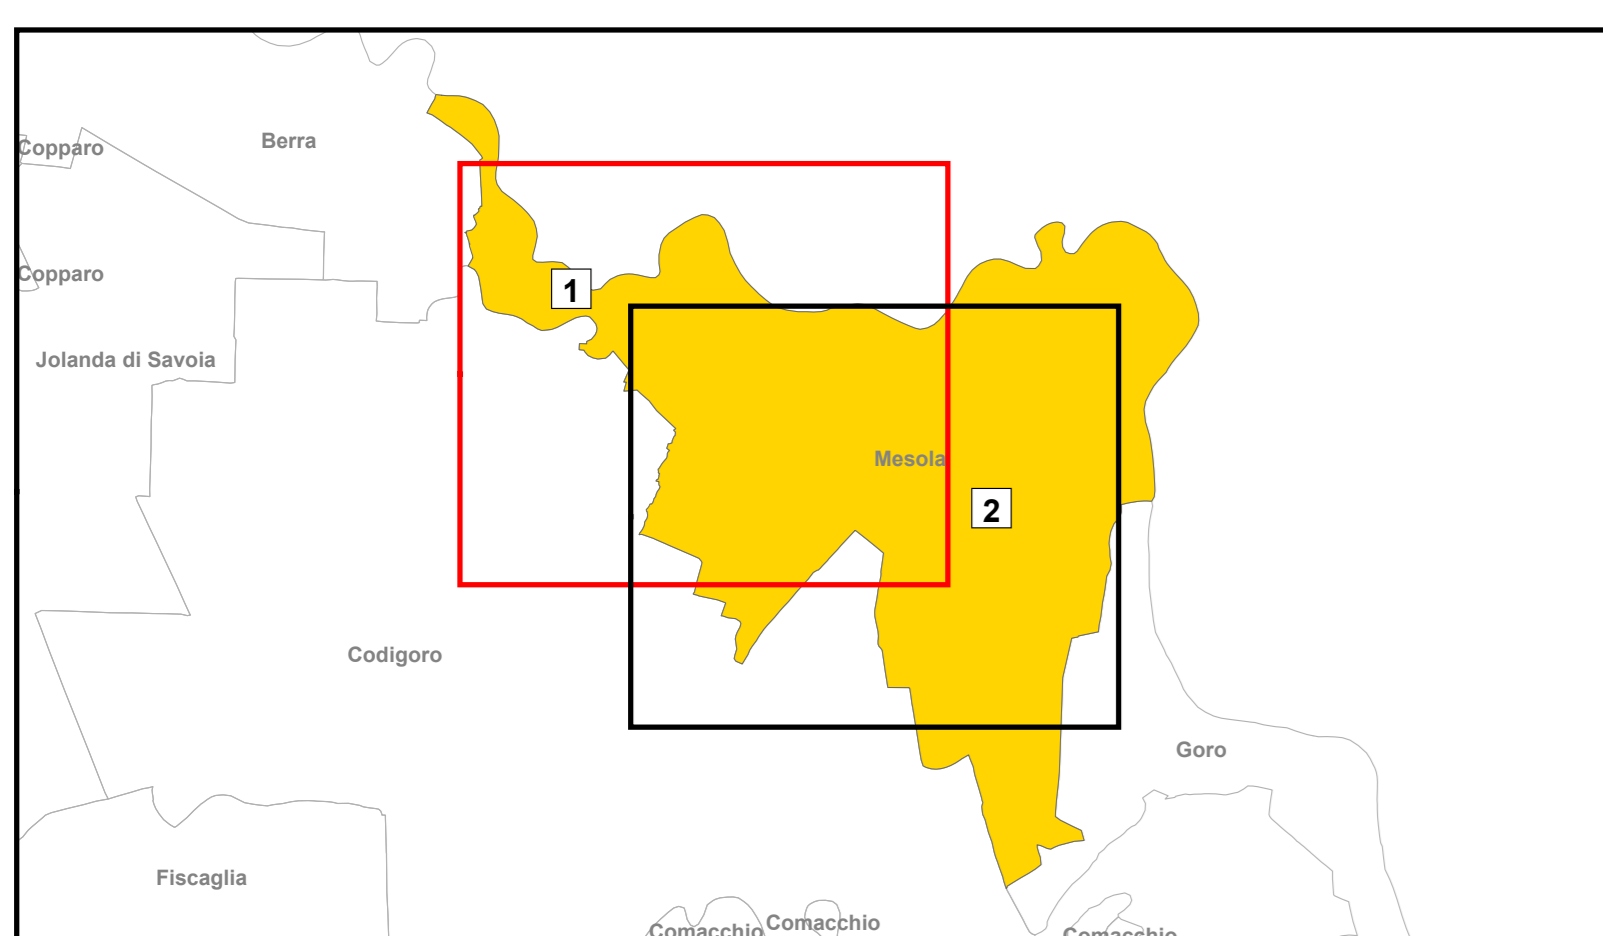 Berra
Copparo
Copparo
1
Jolanda di Savoia
Mesola
2
Codigoro
Goro
Fiscaglia
Comacchio
Comacchio
Comacchio